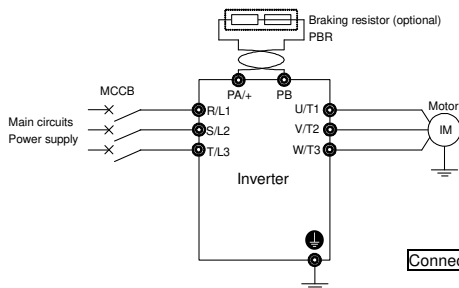 Braking resistor (optional)
PBR
PA/+ PB
MCCB
Main circuits
Power supply
R/L1
S/L2
T/L3
U/T1
V/T2
W/T3
Motor
IM
Inverter
Connec